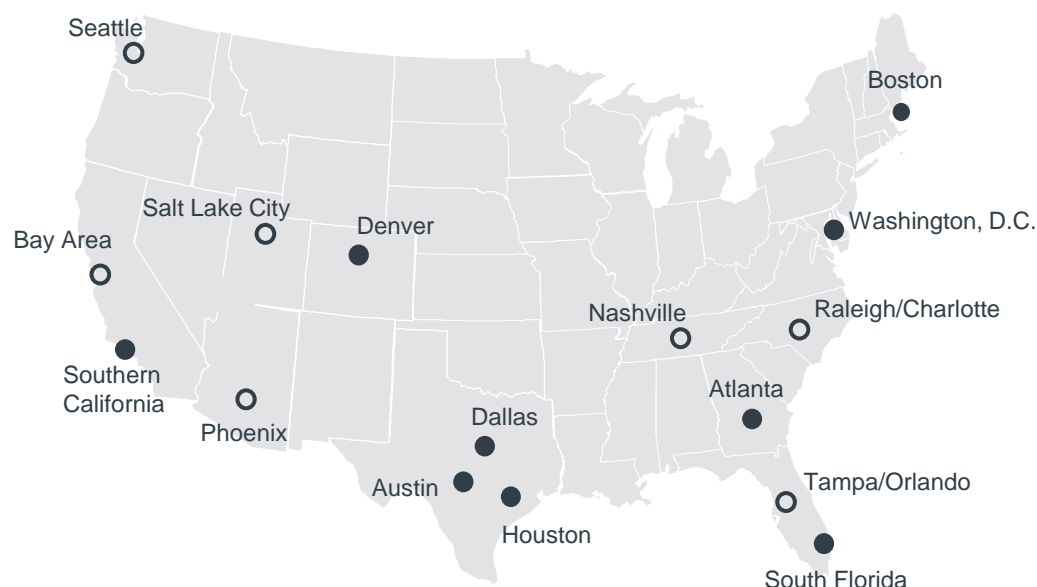 Seattle
Boston
Salt Lake City
Denver
Washington, D.C.
Bay Area
Nashville
Raleigh/Charlotte
Southern
California
Atlanta
Phoenix
Dallas
Austin
Tampa/Orlando
Houston
South Florida